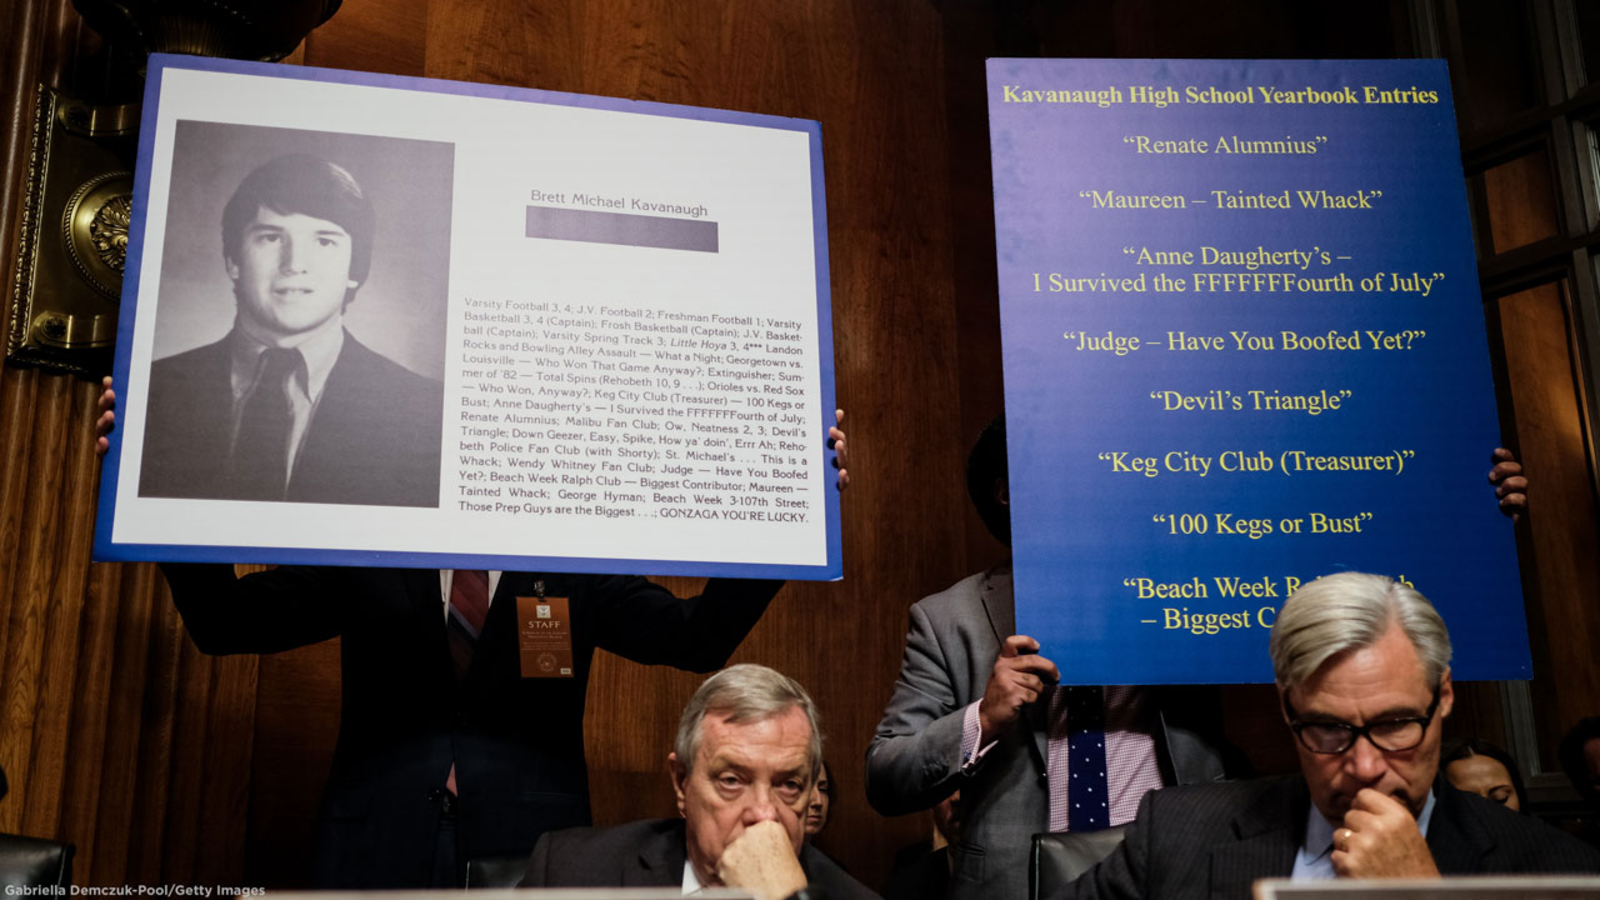 Brett Michael Kavanaugh
Varsity Football 3, 4; J.V. Football 2; Freshman Football 1; Varsity
Basketball 3, 4 (Captain); Frosh Basketball (Captain); J.V. Basket-
ball (Captain); Varsity Spring Track 3; Little Hoya 3, 4*** Landon
Rocks and Bowling Alley Assault — What a Night; Georgetown vs.
Louisville — Who Won That Game Anyway?; Extinguisher; Sum-
mer of '82 — Total Spins (Rehobeth 10, 9 . . .); Orioles vs. Red Sox
— Who Won, Anyway?; Keg City Club (Treasurer) — 100 Kegs or
Bust; Anne Daugherty's — I Survived the FFFFFFFourth of July;
Renate Alumnius; Malibu Fan Club; Ow, Neatness 2, 3; Devil's
Triangle; Down Geezer, Easy, Spike, How ya' doin', Errr Ah; Reho-
beth Police Fan Club (with Shorty); St. Michael's . . . This is a
Whack; Wendy Whitney Fan Club; Judge — Have You Boofed
Yet?; Beach Week Ralph Club — Biggest Contributor; Maureen —
Tainted Whack; George Hyman; Beach Week 3-107th Street;
Those Prep Guys are the Biggest . . .; GONZAGA YOU'RE LUCKY.
Kavanaugh High School Yearbook Entries
“Renate Alumnius”
“Maureen – Tainted Whack”
“Anne Daugherty’s –
I Survived the FFFFFFFourth of July”
“Judge – Have You Boofed Yet?”
“Devil’s Triangle”
“Keg City Club (Treasurer)”
“100 Kegs or Bust”
“Beach Week
– Biggest
STAFF
Gabriella Demczuk-Pool/Getty Images